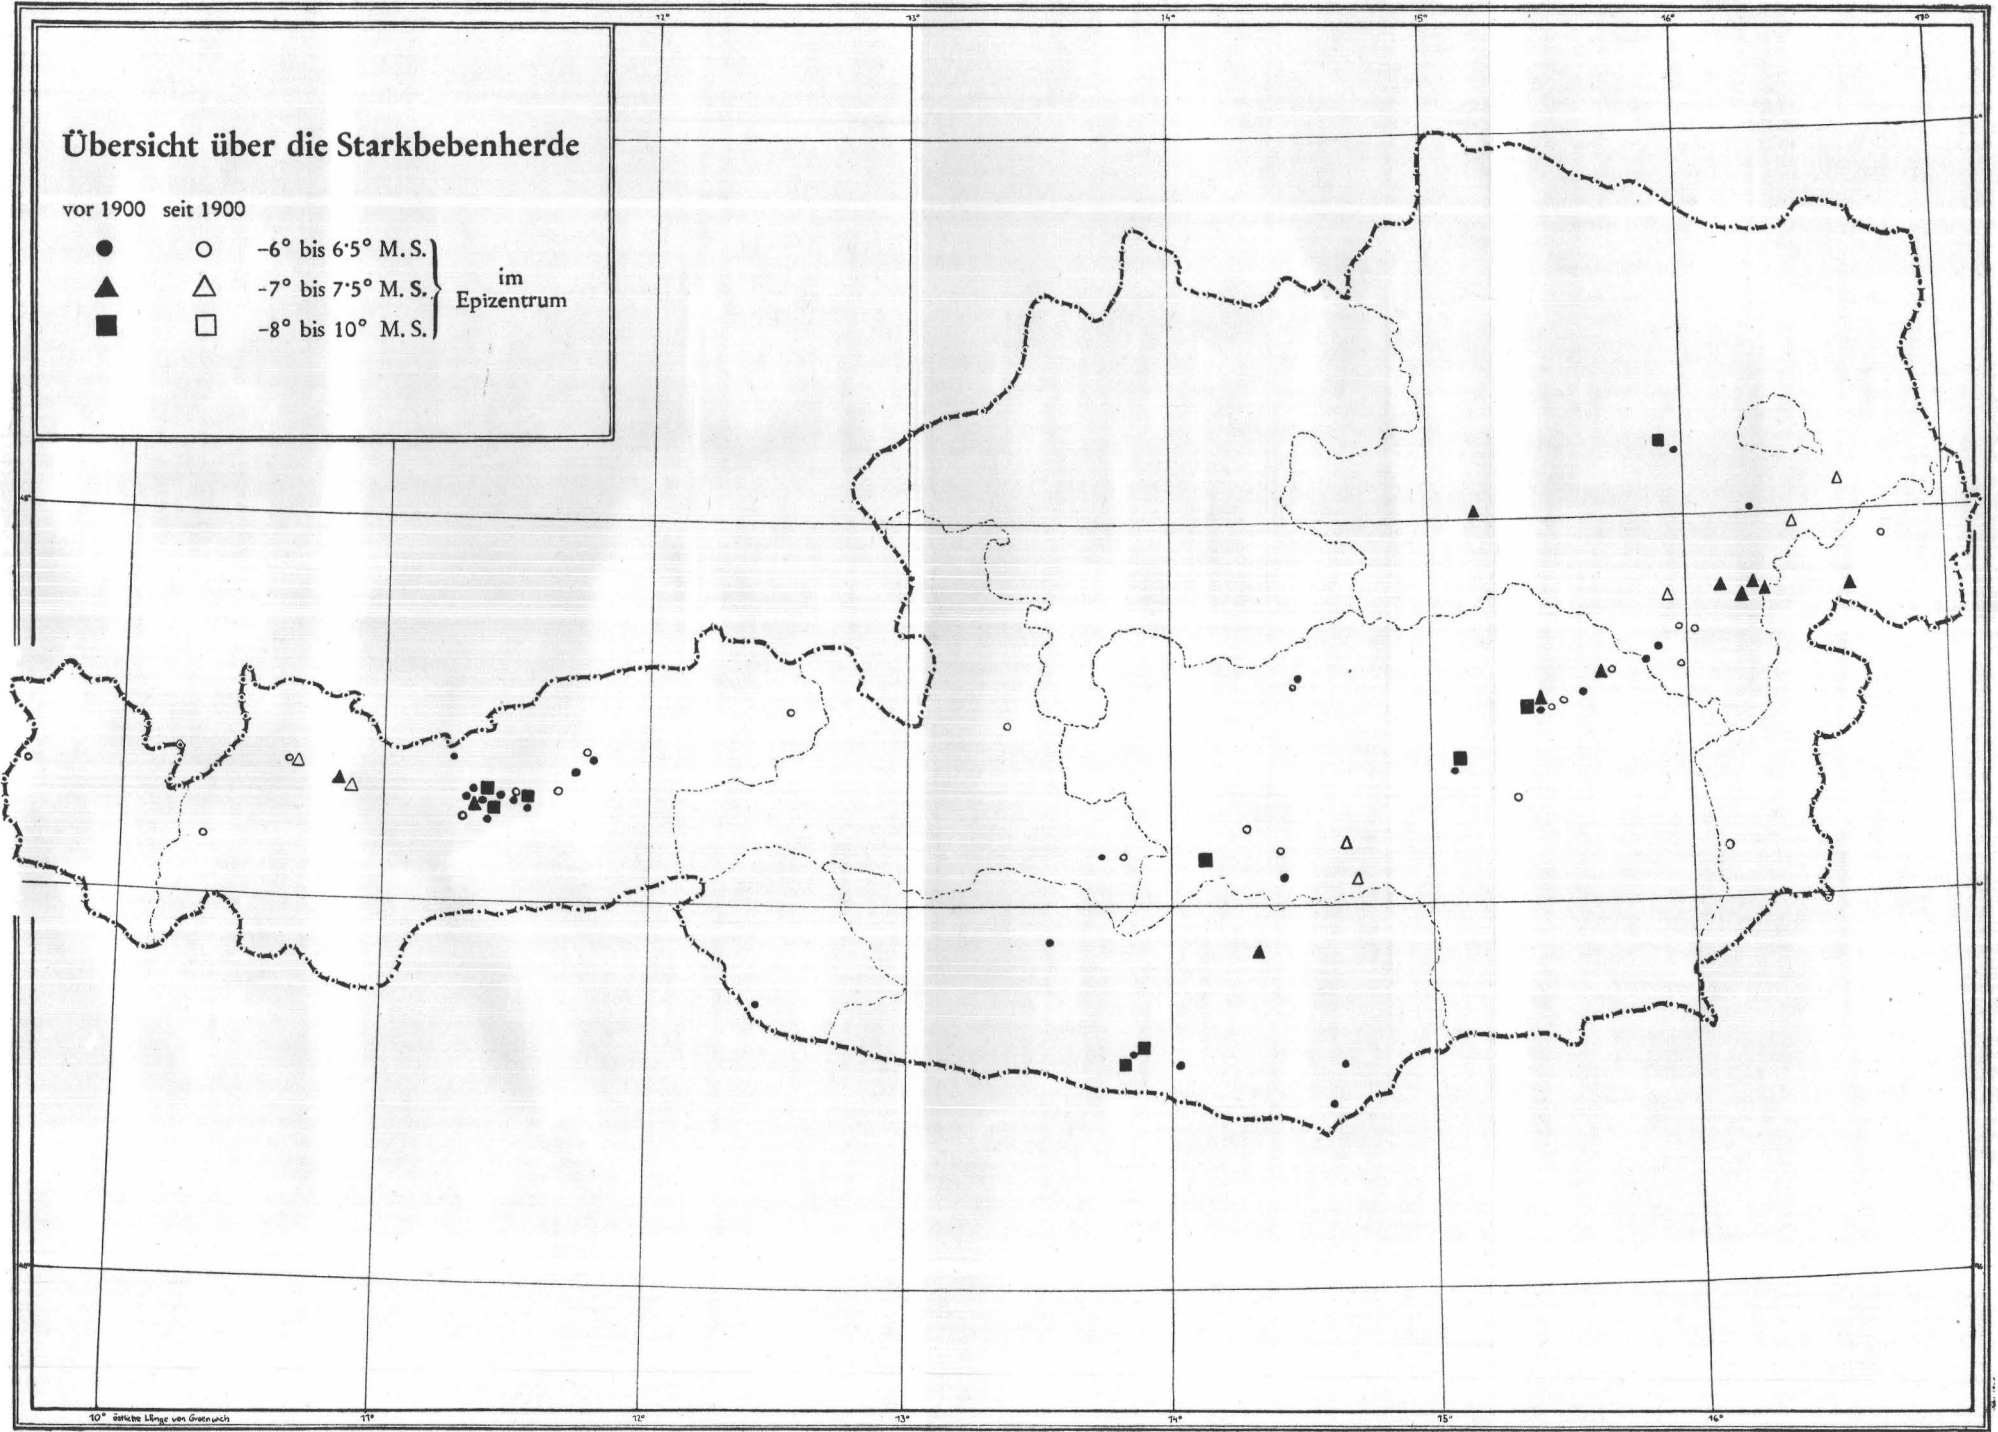 12° 13° 14° 15° 16° 17°
Übersicht über die Starkbebenherde
vor 1900 seit 1900
-6° bis 6·5° M. S.
-7° bis 7·5° M. S.
-8° bis 10° M. S.
im
Epizentrum
48°
46°
10° östliche Länge von Greenwich 11° 12° 13° 14° 15° 16°